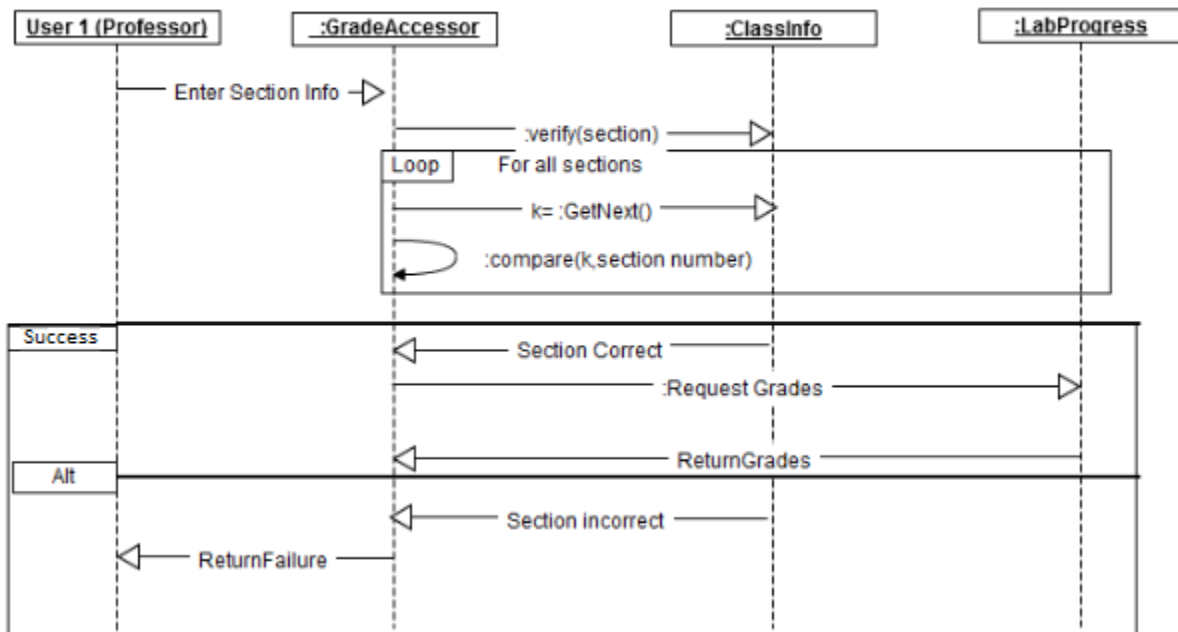 User 1 (Professor)
:GradeAccessor
:ClassInfo
:LabProgress
Enter Section Info
:verify(section)
Loop
For all sections
k= :GetNext()
:compare(k,section number)
Success
Section Correct
:Request Grades
ReturnGrades
Alt
Section incorrect
ReturnFailure